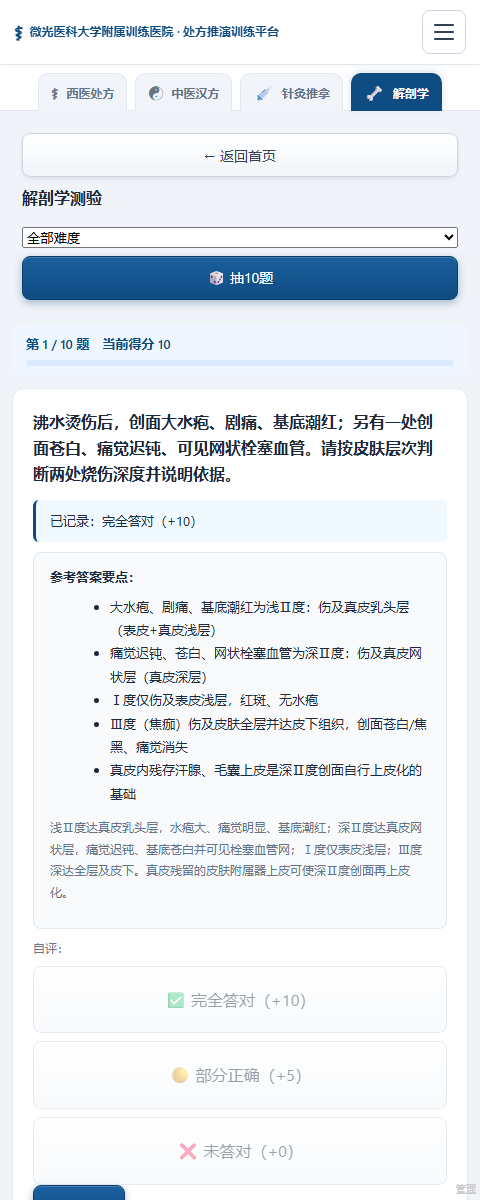 微光医科大学附属训练医院 · 处方推演训练平台
西医处方 中医汉方 针灸推拿 解剖学
← 返回首页
解剖学测验
全部难度
抽10题
第 1 / 10 题 当前得分 10
沸水烫伤后，创面大水疱、剧痛、基底潮红；另有一处创
面苍白、痛觉迟钝、可见网状栓塞血管。请按皮肤层次判
断两处烧伤深度并说明依据。
已记录：完全答对（+10）
参考答案要点：
大水疱、剧痛、基底潮红为浅Ⅱ度：伤及真皮乳头层
（表皮+真皮浅层）
痛觉迟钝、苍白、网状栓塞血管为深Ⅱ度：伤及真皮网
状层（真皮深层）
Ⅰ度仅伤及表皮浅层，红斑、无水疱
Ⅲ度（焦痂）伤及皮肤全层并达皮下组织，创面苍白/焦
黑、痛觉消失
真皮内残存汗腺、毛囊上皮是深Ⅱ度创面自行上皮化的
基础
浅Ⅱ度达真皮乳头层，水疱大、痛觉明显、基底潮红；深Ⅱ度达真皮网
状层，痛觉迟钝、基底苍白并可见栓塞血管网；Ⅰ度仅表皮浅层；Ⅲ度
深达全层及皮下。真皮残留的皮肤附属器上皮可使深Ⅱ度创面再上皮
化。
自评：
✅ 完全答对（+10）
🟡 部分正确（+5）
❌ 未答对（+0）
管理